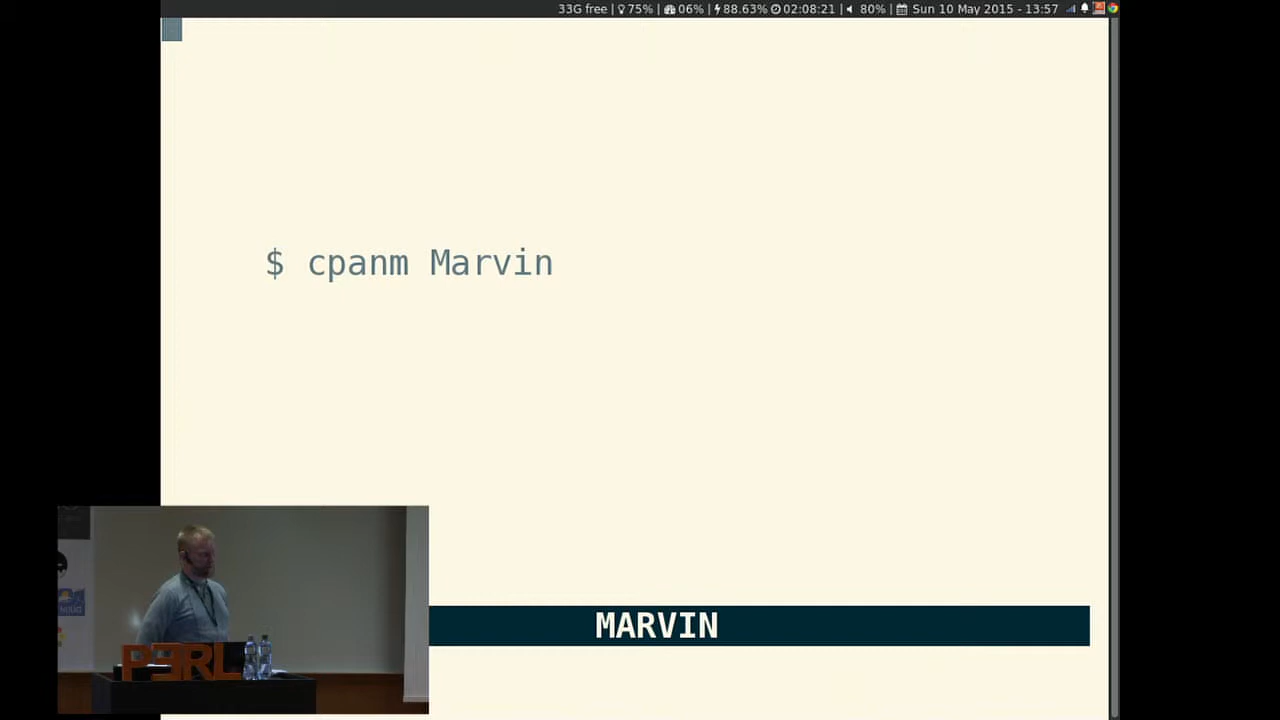 33G free | 75% | 06% | 88.63% 02:08:21 | 80% | Sun 10 May 2015 - 13:57
$ cpanm Marvin
MARVIN
PERL